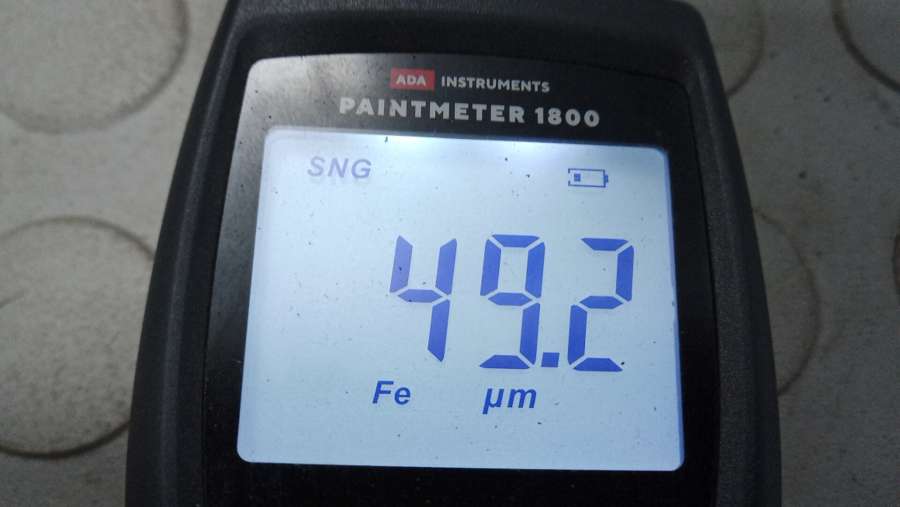 ADA INSTRUMENTS
PAINTMETER 1800
SNG
49.2
Fe µm